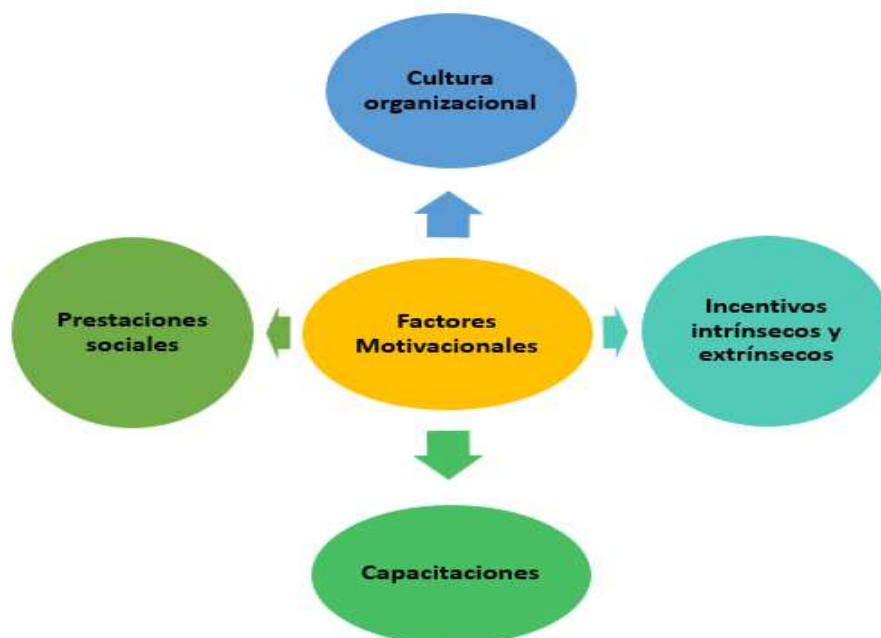 Cultura
organizacional
Prestaciones
sociales
Factores
Motivacionales
Incentivos
intrínsecos y
extrínsecos
Capacitaciones